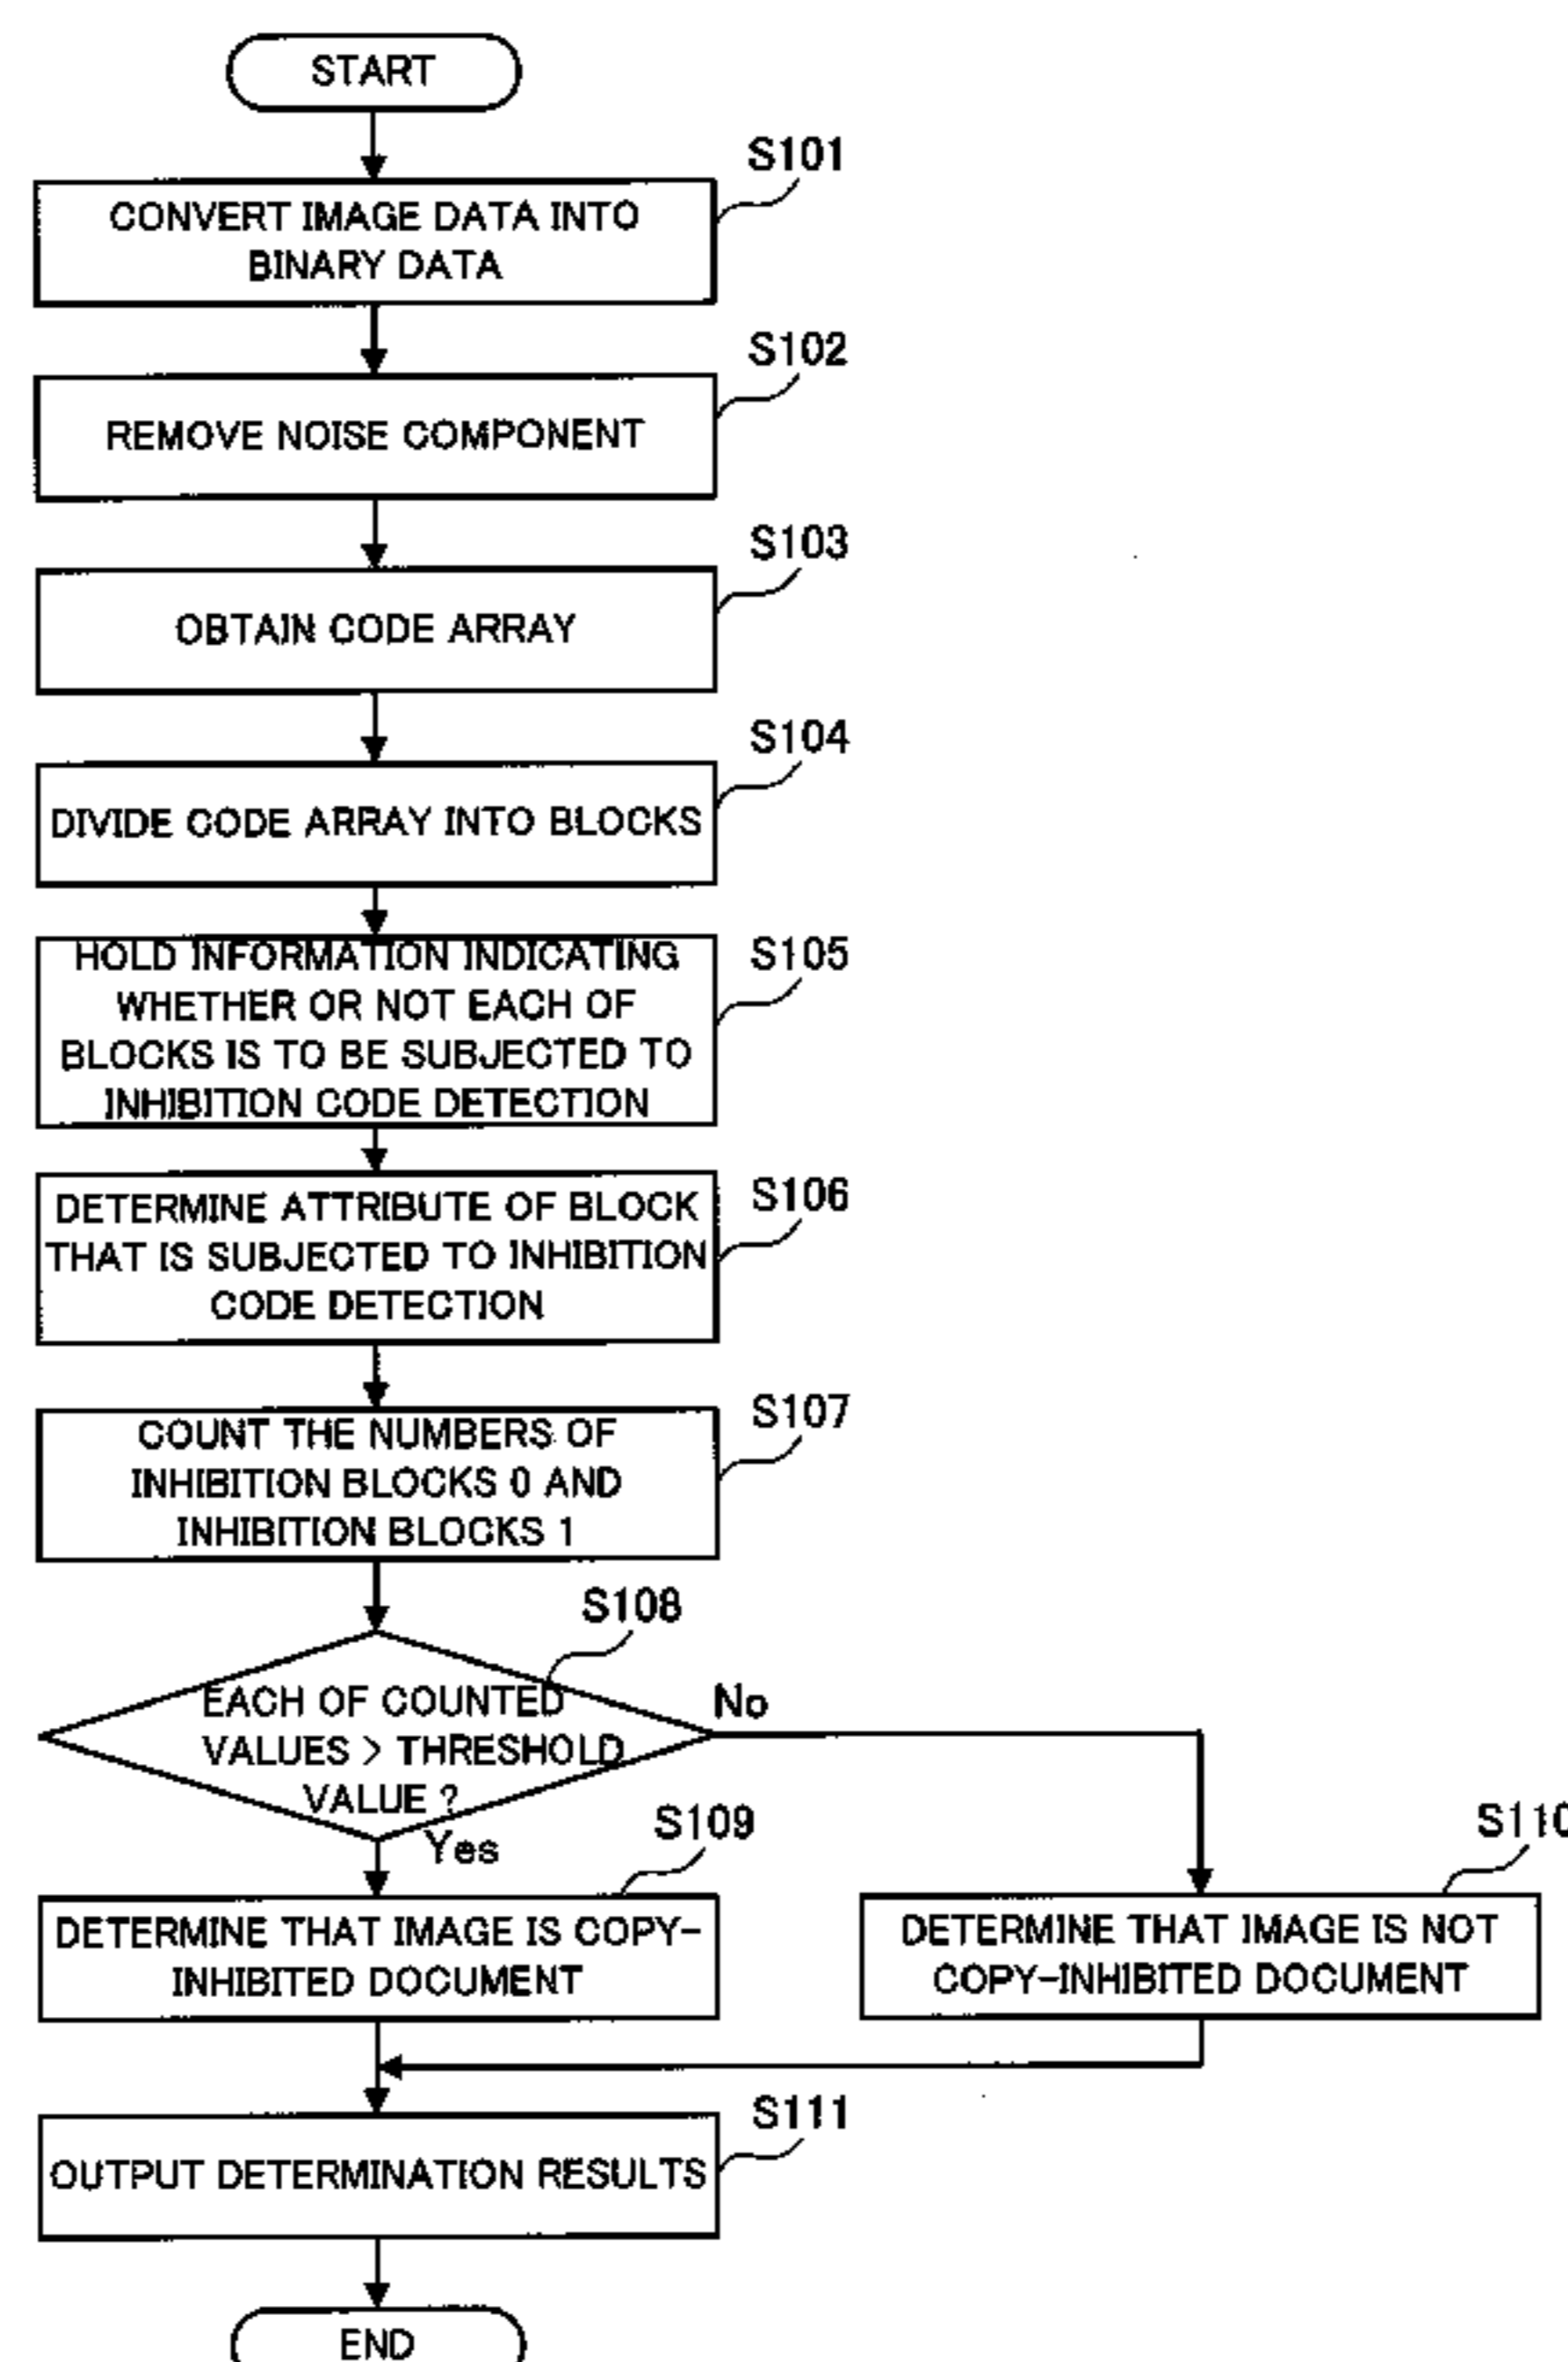 START
S101
CONVERT IMAGE DATA INTO
BINARY DATA
S102
REMOVE NOISE COMPONENT
S103
OBTAIN CODE ARRAY
S104
DIVIDE CODE ARRAY INTO BLOCKS
S105
HOLD INFORMATION INDICATING
WHETHER OR NOT EACH OF
BLOCKS IS TO BE SUBJECTED TO
INHIBITION CODE DETECTION
S106
DETERMINE ATTRIBUTE OF BLOCK
THAT IS SUBJECTED TO INHIBITION
CODE DETECTION
S107
COUNT THE NUMBERS OF
INHIBITION BLOCKS 0 AND
INHIBITION BLOCKS 1
S108
EACH OF COUNTED
VALUES > THRESHOLD
VALUE ?
No
Yes
S109
DETERMINE THAT IMAGE IS COPY-
INHIBITED DOCUMENT
S110
DETERMINE THAT IMAGE IS NOT
COPY-INHIBITED DOCUMENT
S111
OUTPUT DETERMINATION RESULTS
END